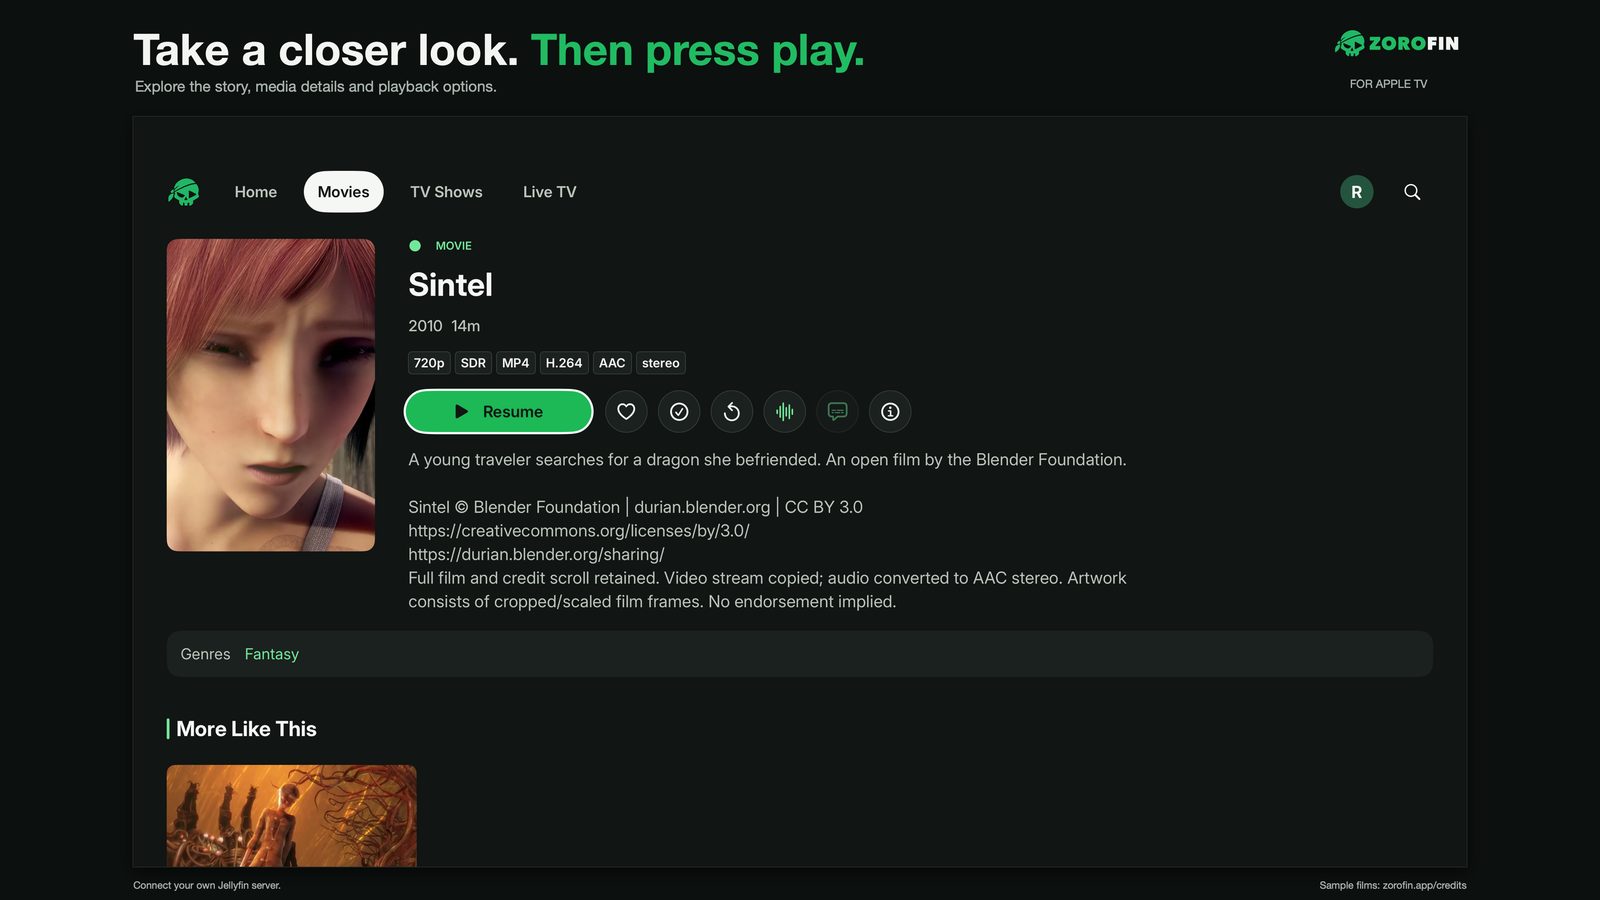 Take a closer look. Then press play.
Explore the story, media details and playback options.
ZOROFIN
FOR APPLE TV
Home
Movies
TV Shows
Live TV
R
MOVIE
Sintel
2010 14m
720p
SDR
MP4
H.264
AAC
stereo
Resume
A young traveler searches for a dragon she befriended. An open film by the Blender Foundation.
Sintel © Blender Foundation | durian.blender.org | CC BY 3.0
https://creativecommons.org/licenses/by/3.0/
https://durian.blender.org/sharing/
Full film and credit scroll retained. Video stream copied; audio converted to AAC stereo. Artwork
consists of cropped/scaled film frames. No endorsement implied.
Genres Fantasy
More Like This
Connect your own Jellyfin server.
Sample films: zorofin.app/credits